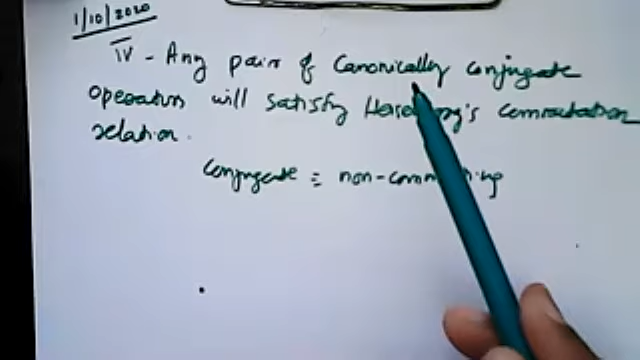 1/10/2020
IV - Any pair of Canonically conjugate
Operators will satisfy Heisenberg's Commutation
relation.
Conjugate = non-commuting